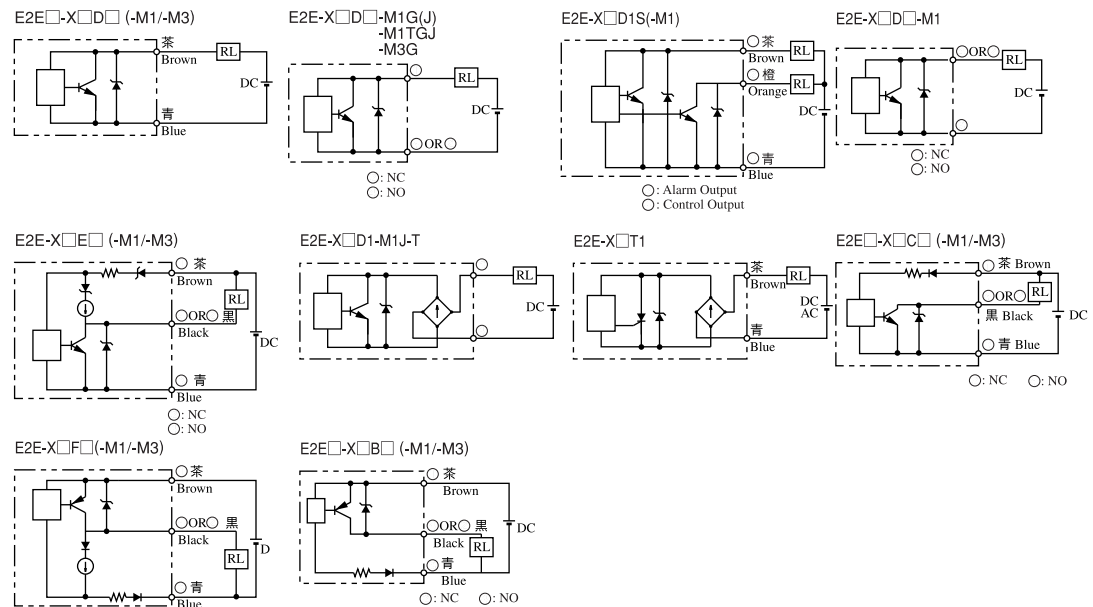 E2E□-X□D□ (-M1/-M3)
茶
Brown
RL
DC
青
Blue
E2E-X□D□-M1G(J)
-M1TGJ
-M3G
○
RL
DC
○OR○
○: NC
○: NO
E2E-X□D1S(-M1)
○茶
Brown
RL
○橙
Orange
RL
DC
○青
Blue
○: Alarm Output
○: Control Output
E2E-X□D□-M1
○OR○
RL
DC
○
○: NC
○: NO
E2E-X□E□ (-M1/-M3)
○ 茶
Brown
RL
○OR○ 黒
Black
DC
○ 青
Blue
○: NC
○: NO
E2E-X□D1-M1J-T
○
RL
DC
○
E2E-X□T1
茶
Brown
RL
DC
AC
青
Blue
E2E□-X□C□ (-M1/-M3)
○ 茶 Brown
○OR○
RL
黒 Black
DC
○ 青 Blue
○: NC ○: NO
E2E-X□F□(-M1/-M3)
○ 茶
Brown
○OR○ 黒
Black
RL
D
○ 青
Blue
E2E□-X□B□ (-M1/-M3)
○ 茶
Brown
○OR○ 黒
Black
RL
DC
○ 青
Blue
○: NC ○: NO